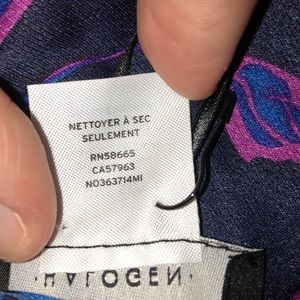 NETTOYER À SEC
SEULEMENT
RN58665
CA57963
NO363714MI
·HALOGEN·